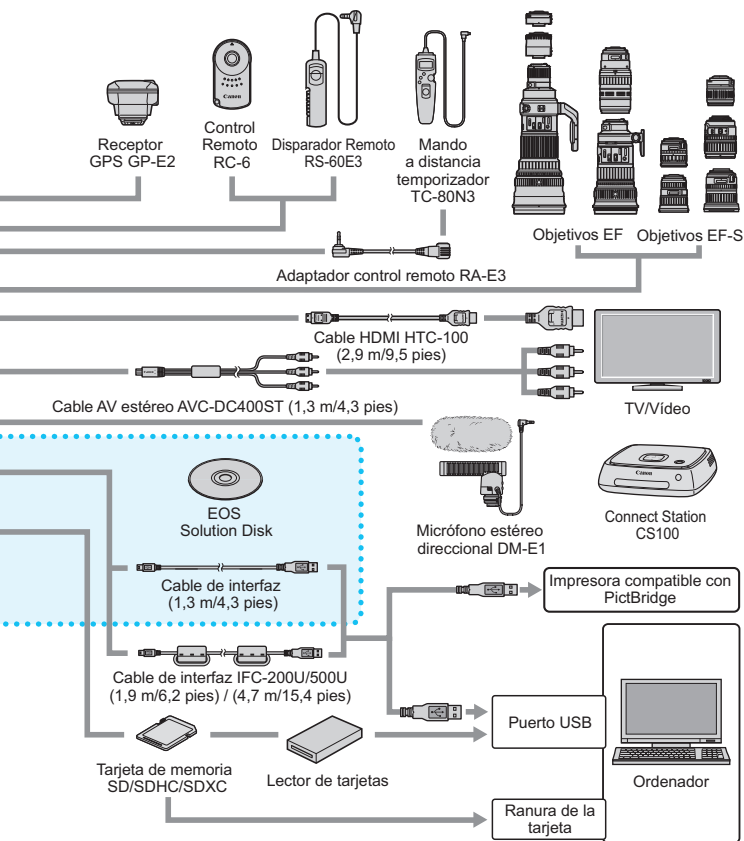 Canon
Receptor
GPS GP-E2
Control
Remoto
RC-6
Disparador Remoto
RS-60E3
Mando
a distancia
temporizador
TC-80N3
Objetivos EF
Objetivos EF-S
Adaptador control remoto RA-E3
Cable HDMI HTC-100
(2,9 m/9,5 pies)
Cable AV estéreo AVC-DC400ST (1,3 m/4,3 pies)
TV/Vídeo
EOS
Solution Disk
Canon
Micrófono estéreo
direccional DM-E1
Connect Station
CS100
Cable de interfaz
(1,3 m/4,3 pies)
Impresora compatible con
PictBridge
Cable de interfaz IFC-200U/500U
(1,9 m/6,2 pies) / (4,7 m/15,4 pies)
Puerto USB
Tarjeta de memoria
SD/SDHC/SDXC
Lector de tarjetas
Ordenador
Ranura de la
tarjeta